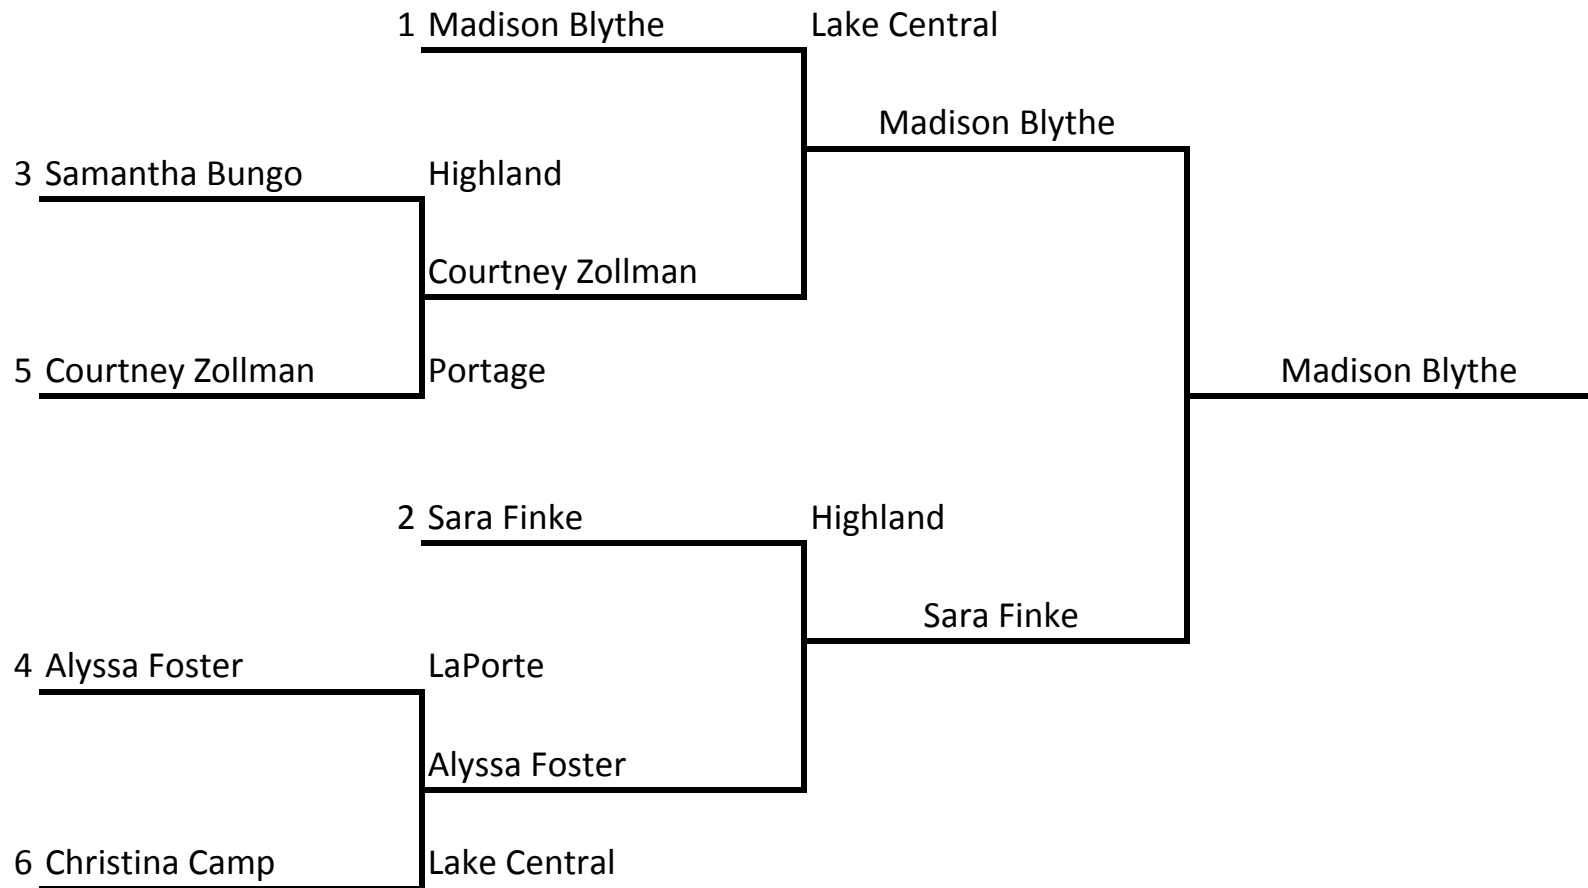 1 Madison Blythe Lake Central
Madison Blythe
3 Samantha Bungo Highland
Courtney Zollman
5 Courtney Zollman Portage Madison Blythe
2 Sara Finke Highland
Sara Finke
4 Alyssa Foster LaPorte
Alyssa Foster
6 Christina Camp Lake Central